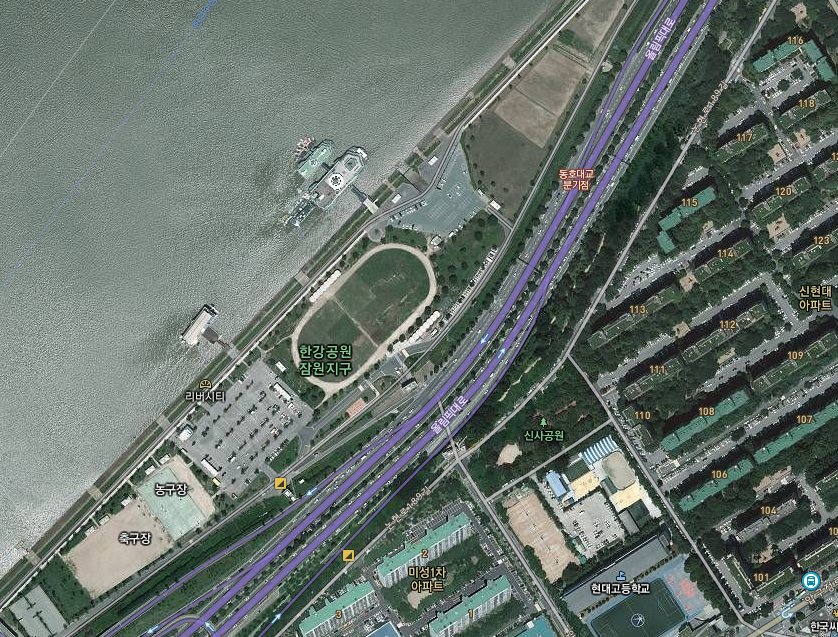 116
올림픽대로
118
117
동호대교
분기점
120
115
123
114
신현대
아파트
113
112
한강공원
잠원지구
109
111
리버시티
110
108
107
신사공원
올림픽대로
106
농구장
104
축구장
2
미성1차
아파트
101
현대고등학교
3
1